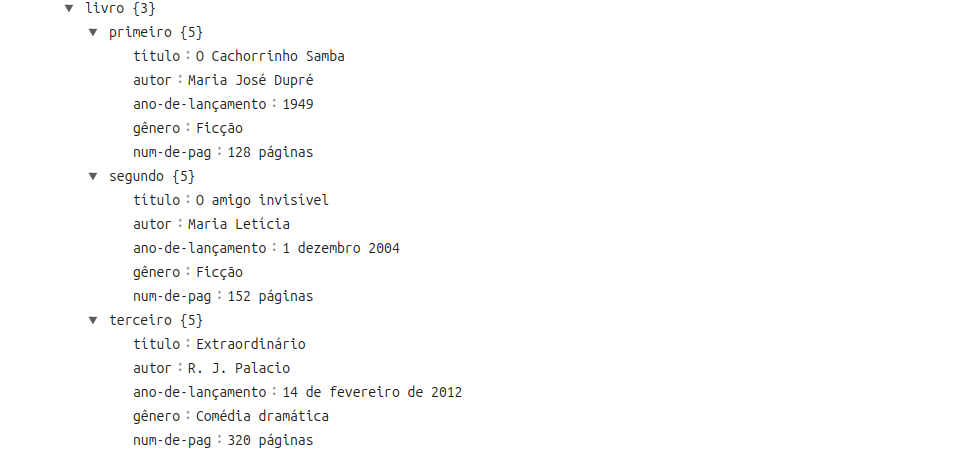 livro {3}
primeiro {5}
título : O Cachorrinho Samba
autor : Maria José Dupré
ano-de-lançamento : 1949
gênero : Ficção
num-de-pag : 128 páginas
segundo {5}
título : O amigo invisível
autor : Maria Letícia
ano-de-lançamento : 1 dezembro 2004
gênero : Ficção
num-de-pag : 152 páginas
terceiro {5}
título : Extraordinário
autor : R. J. Palacio
ano-de-lançamento : 14 de fevereiro de 2012
gênero : Comédia dramática
num-de-pag : 320 páginas